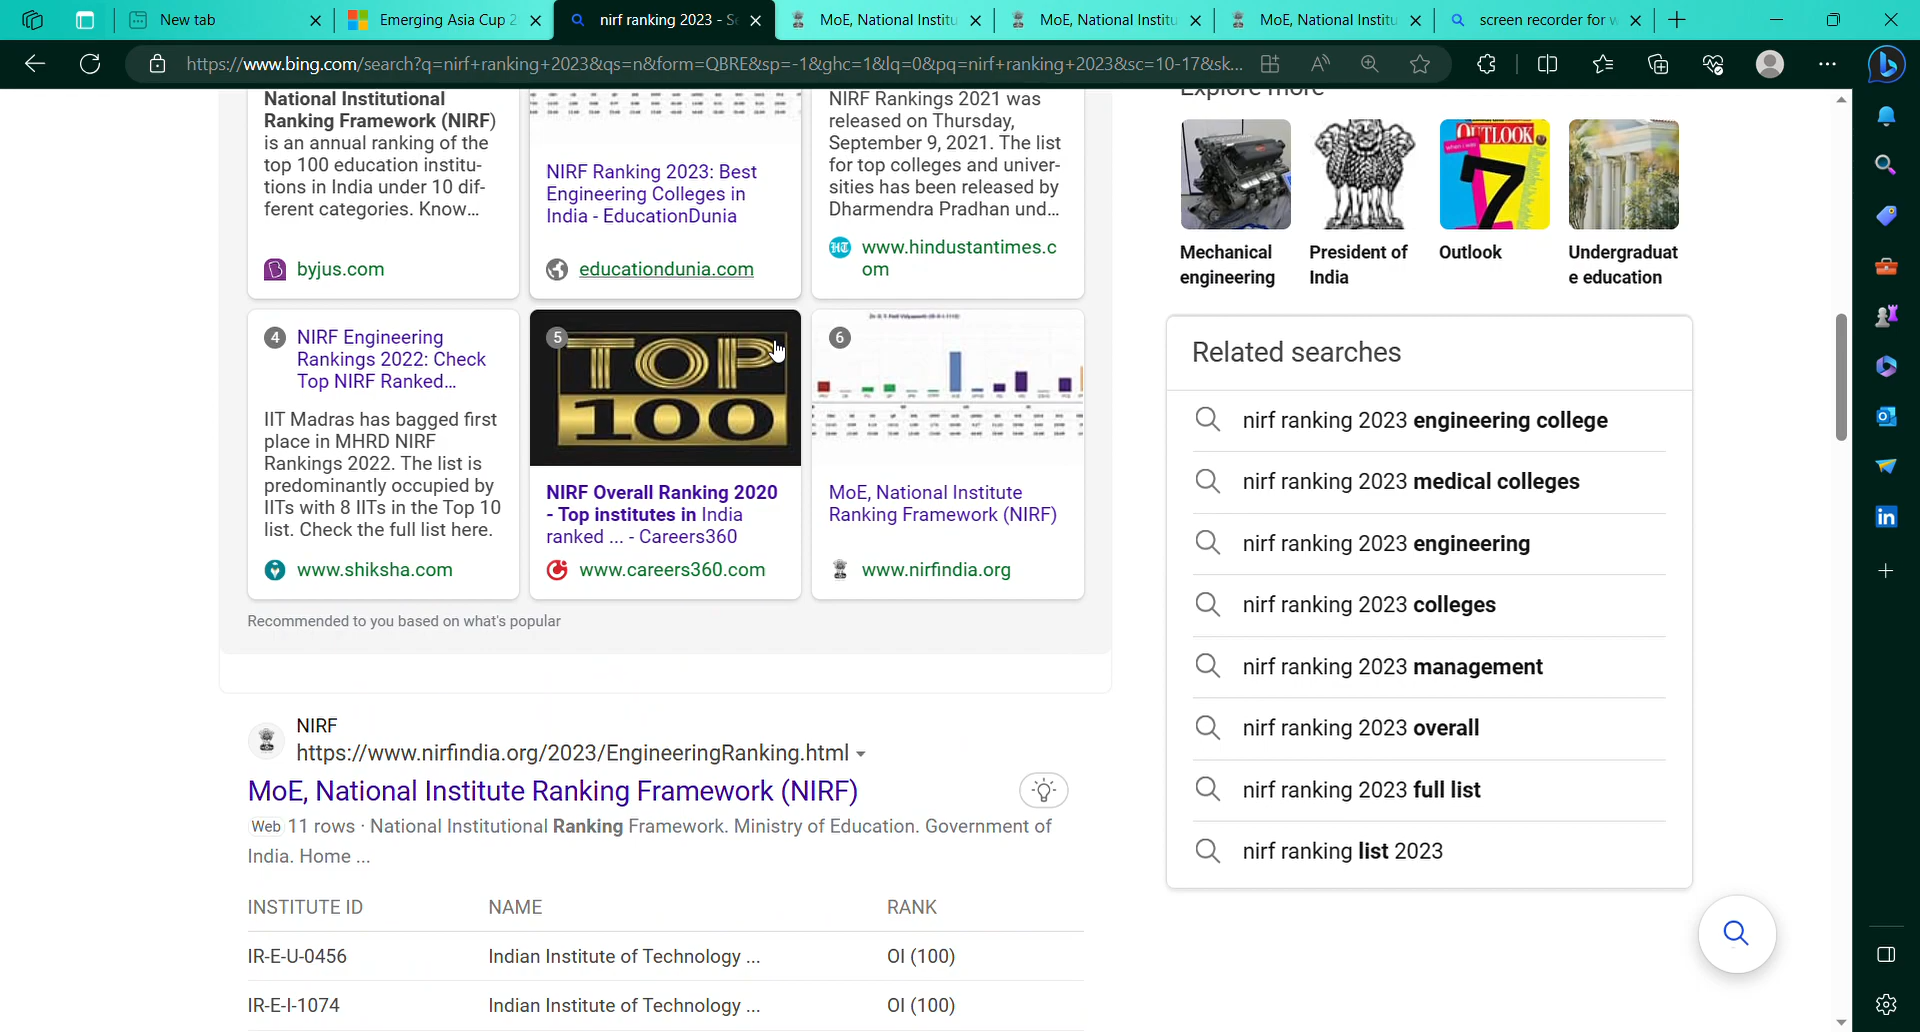 New tab
Emerging Asia Cup 2
nirf ranking 2023 - Se
MoE, National Institu
MoE, National Institu
MoE, National Institu
screen recorder for w
https://www.bing.com/search?q=nirf+ranking+2023&qs=n&form=QBRE&sp=-1&ghc=1&lq=0&pq=nirf+ranking+2023&sc=10-17&sk...
National Institutional
Ranking Framework (NIRF)
is an annual ranking of the
top 100 education institu-
tions in India under 10 dif-
ferent categories. Know...
byjus.com
NIRF Ranking 2023: Best
Engineering Colleges in
India - EducationDunia
educationdunia.com
NIRF Rankings 2021 was
released on Thursday,
September 9, 2021. The list
for top colleges and univer-
sities has been released by
Dharmendra Pradhan und...
HT
www.hindustantimes.c
om
4
NIRF Engineering
Rankings 2022: Check
Top NIRF Ranked...
IIT Madras has bagged first
place in MHRD NIRF
Rankings 2022. The list is
predominantly occupied by
IITs with 8 IITs in the Top 10
list. Check the full list here.
www.shiksha.com
5
TOP
100
NIRF Overall Ranking 2020
- Top institutes in India
ranked ... - Careers360
www.careers360.com
6
MoE, National Institute
Ranking Framework (NIRF)
www.nirfindia.org
Recommended to you based on what's popular
NIRF
https://www.nirfindia.org/2023/EngineeringRanking.html
MoE, National Institute Ranking Framework (NIRF)
Web 11 rows · National Institutional Ranking Framework. Ministry of Education. Government of
India. Home ...
INSTITUTE ID NAME RANK
IR-E-U-0456 Indian Institute of Technology ... OI (100)
IR-E-I-1074 Indian Institute of Technology ... OI (100)
Explore more
OUTLOOK
7
Mechanical
engineering
President of
India
Outlook
Undergraduat
e education
Related searches
nirf ranking 2023 engineering college
nirf ranking 2023 medical colleges
nirf ranking 2023 engineering
nirf ranking 2023 colleges
nirf ranking 2023 management
nirf ranking 2023 overall
nirf ranking 2023 full list
nirf ranking list 2023